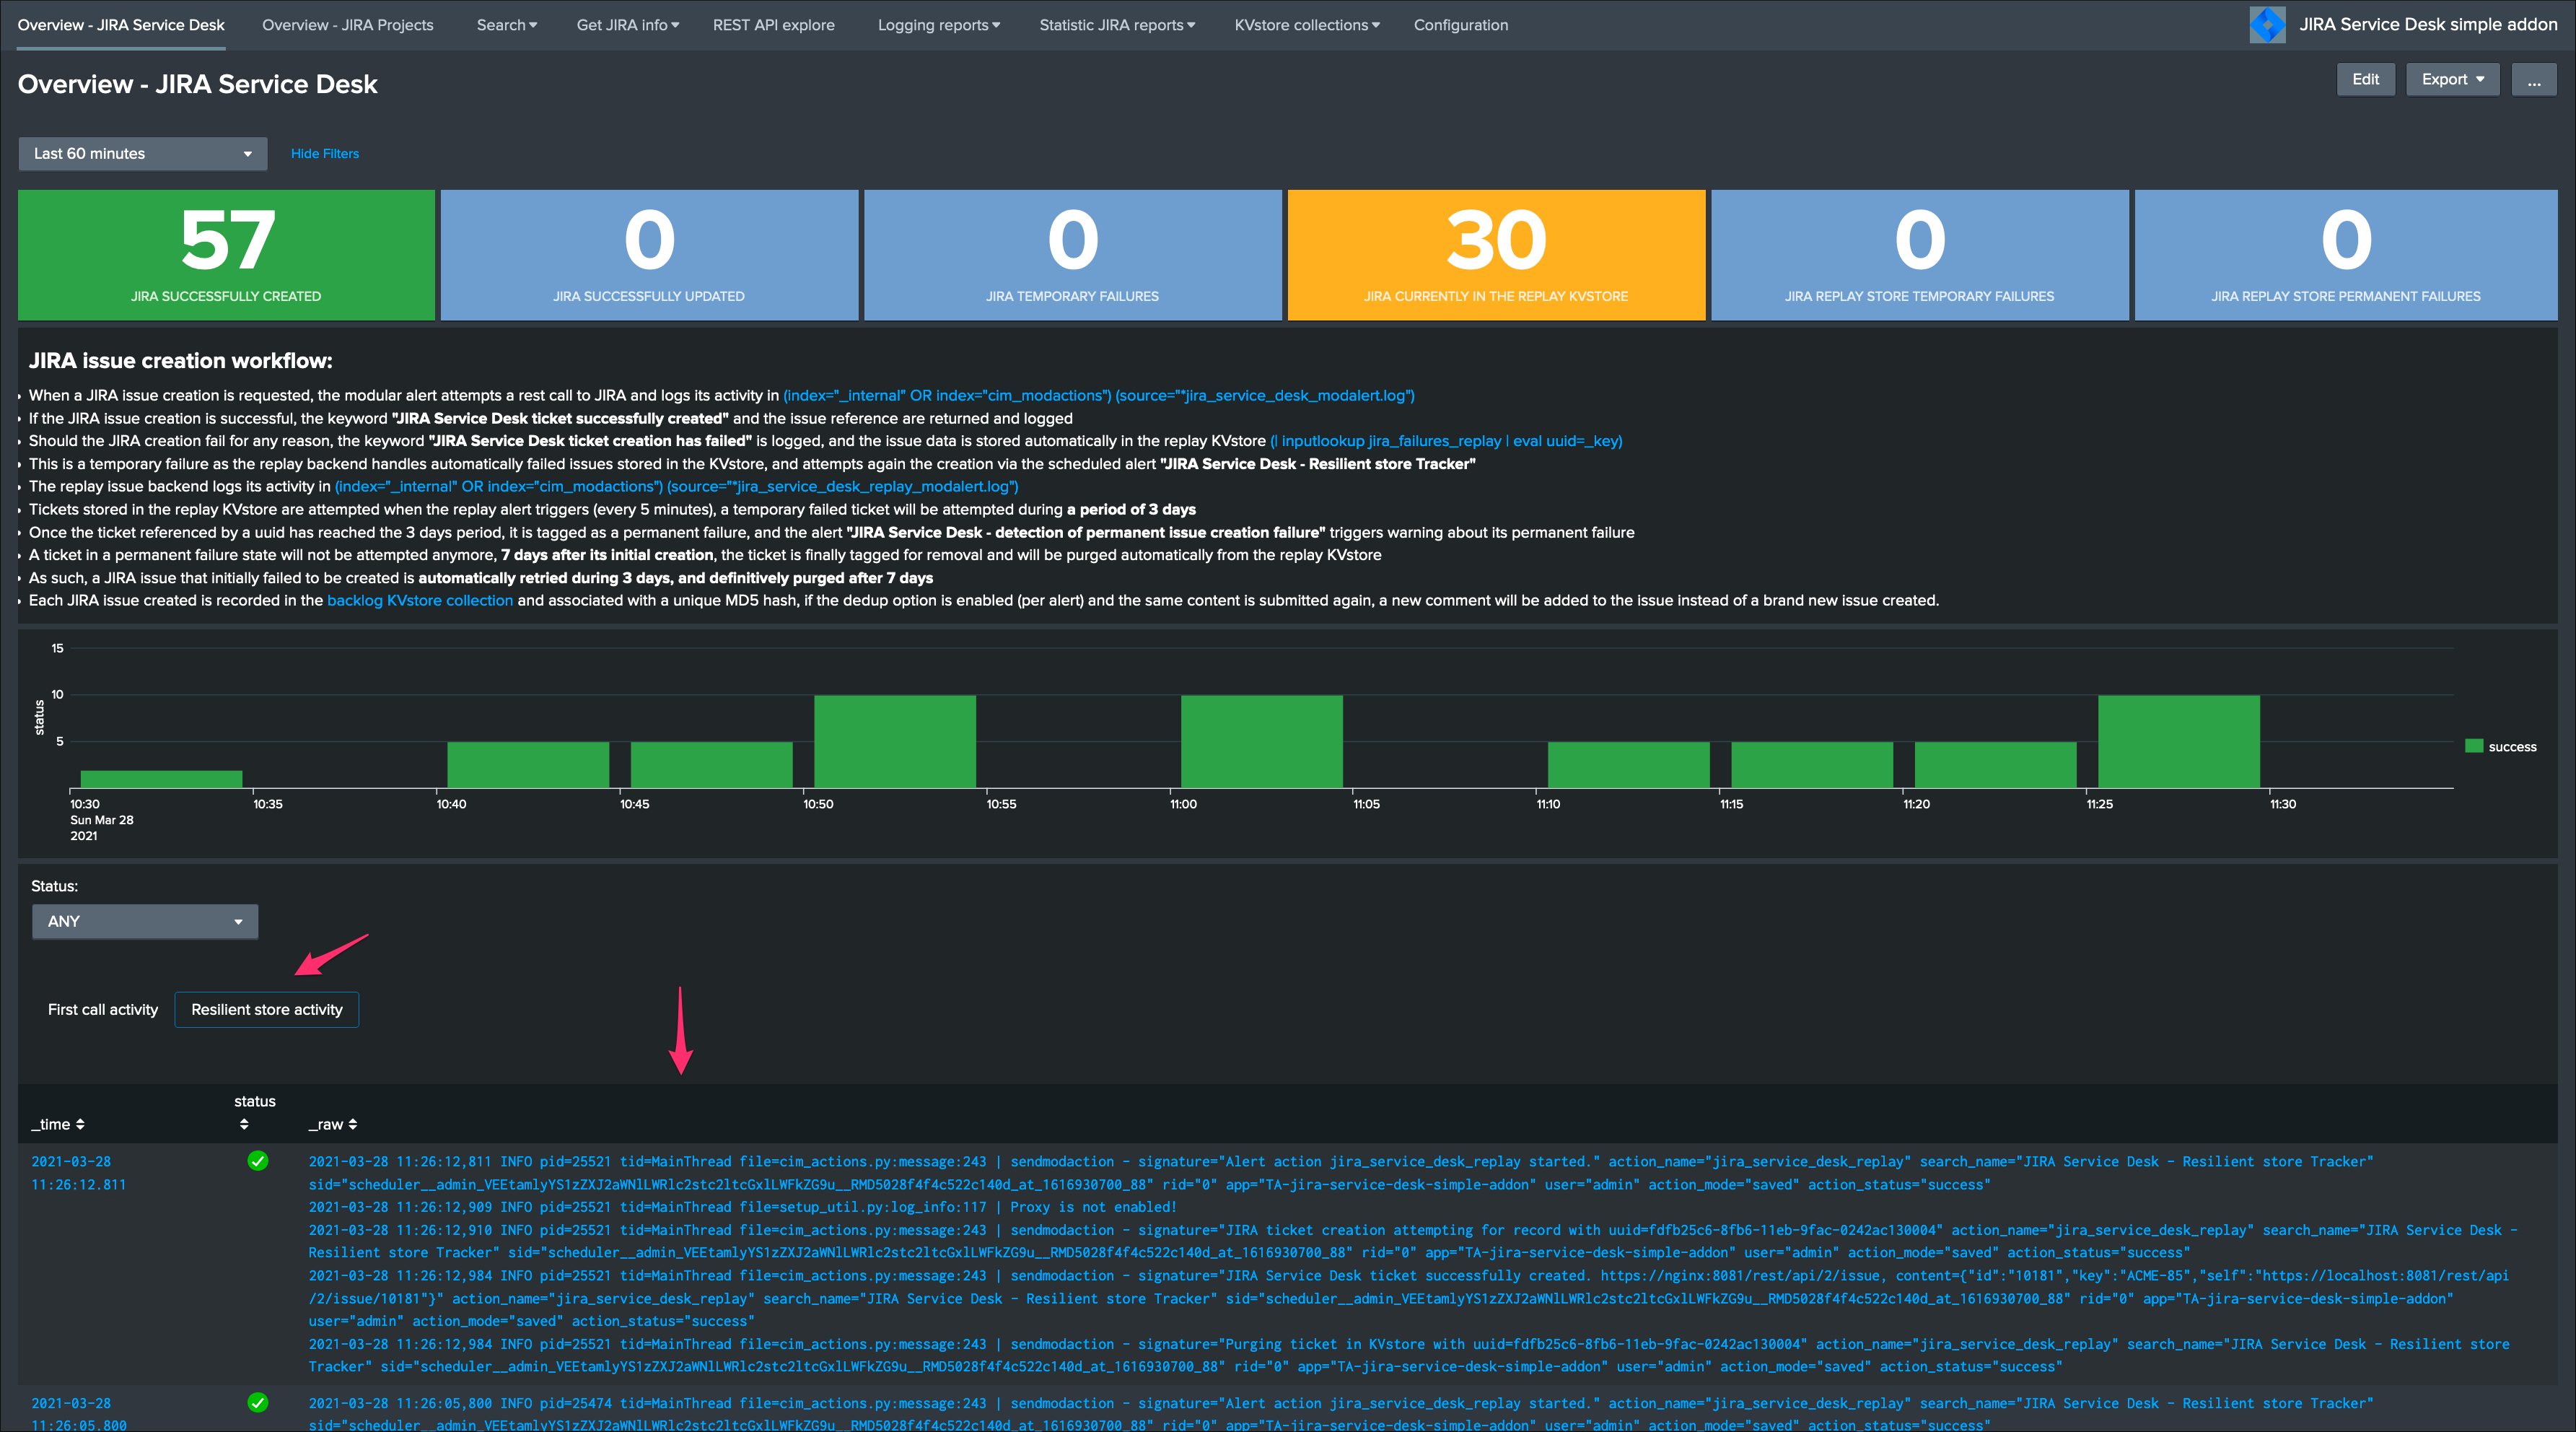 Overview - JIRA Service Desk
Overview - JIRA Projects
Search
Get JIRA info
REST API explore
Logging reports
Statistic JIRA reports
KVstore collections
Configuration
JIRA Service Desk simple addon
Overview - JIRA Service Desk
Edit
Export
...
Last 60 minutes
Hide Filters
57
JIRA SUCCESSFULLY CREATED
0
JIRA SUCCESSFULLY UPDATED
0
JIRA TEMPORARY FAILURES
30
JIRA CURRENTLY IN THE REPLAY KVSTORE
0
JIRA REPLAY STORE TEMPORARY FAILURES
0
JIRA REPLAY STORE PERMANENT FAILURES
JIRA issue creation workflow:
• When a JIRA issue creation is requested, the modular alert attempts a rest call to JIRA and logs its activity in (index="_internal" OR index="cim_modactions") (source="*jira_service_desk_modalert.log")
• If the JIRA issue creation is successful, the keyword "JIRA Service Desk ticket successfully created" and the issue reference are returned and logged
• Should the JIRA creation fail for any reason, the keyword "JIRA Service Desk ticket creation has failed" is logged, and the issue data is stored automatically in the replay KVstore (| inputlookup jira_failures_replay | eval uuid=_key)
• This is a temporary failure as the replay backend handles automatically failed issues stored in the KVstore, and attempts again the creation via the scheduled alert "JIRA Service Desk - Resilient store Tracker"
• The replay issue backend logs its activity in (index="_internal" OR index="cim_modactions") (source="*jira_service_desk_replay_modalert.log")
• Tickets stored in the replay KVstore are attempted when the replay alert triggers (every 5 minutes), a temporary failed ticket will be attempted during a period of 3 days
• Once the ticket referenced by a uuid has reached the 3 days period, it is tagged as a permanent failure, and the alert "JIRA Service Desk - detection of permanent issue creation failure" triggers warning about its permanent failure
• A ticket in a permanent failure state will not be attempted anymore, 7 days after its initial creation, the ticket is finally tagged for removal and will be purged automatically from the replay KVstore
• As such, a JIRA issue that initially failed to be created is automatically retried during 3 days, and definitively purged after 7 days
• Each JIRA issue created is recorded in the backlog KVstore collection and associated with a unique MD5 hash, if the dedup option is enabled (per alert) and the same content is submitted again, a new comment will be added to the issue instead of a brand new issue created.
15
10
5
status
success
10:30 10:35 10:40 10:45 10:50 10:55 11:00 11:05 11:10 11:15 11:20 11:25 11:30
Sun Mar 28
2021
Status:
ANY
First call activity
Resilient store activity
_time
status
_raw
2021-03-28
11:26:12.811
2021-03-28 11:26:12,811 INFO pid=25521 tid=MainThread file=cim_actions.py:message:243 | sendmodaction - signature="Alert action jira_service_desk_replay started." action_name="jira_service_desk_replay" search_name="JIRA Service Desk - Resilient store Tracker"
sid="scheduler__admin_VEEtamlyYS1zZXJ2aWNlLWRlc2stc2ltcGxlLWFkZG9u__RMD5028f4f4c522c140d_at_1616930700_88" rid="0" app="TA-jira-service-desk-simple-addon" user="admin" action_mode="saved" action_status="success"
2021-03-28 11:26:12,909 INFO pid=25521 tid=MainThread file=setup_util.py:log_info:117 | Proxy is not enabled!
2021-03-28 11:26:12,910 INFO pid=25521 tid=MainThread file=cim_actions.py:message:243 | sendmodaction - signature="JIRA ticket creation attempting for record with uuid=fdfb25c6-8fb6-11eb-9fac-0242ac130004" action_name="jira_service_desk_replay" search_name="JIRA Service Desk -
Resilient store Tracker" sid="scheduler__admin_VEEtamlyYS1zZXJ2aWNlLWRlc2stc2ltcGxlLWFkZG9u__RMD5028f4f4c522c140d_at_1616930700_88" rid="0" app="TA-jira-service-desk-simple-addon" user="admin" action_mode="saved" action_status="success"
2021-03-28 11:26:12,984 INFO pid=25521 tid=MainThread file=cim_actions.py:message:243 | sendmodaction - signature="JIRA Service Desk ticket successfully created. https://nginx:8081/rest/api/2/issue, content={"id":"10181","key":"ACME-85","self":"https://localhost:8081/rest/api
/2/issue/10181"}" action_name="jira_service_desk_replay" search_name="JIRA Service Desk - Resilient store Tracker" sid="scheduler__admin_VEEtamlyYS1zZXJ2aWNlLWRlc2stc2ltcGxlLWFkZG9u__RMD5028f4f4c522c140d_at_1616930700_88" rid="0" app="TA-jira-service-desk-simple-addon"
user="admin" action_mode="saved" action_status="success"
2021-03-28 11:26:12,984 INFO pid=25521 tid=MainThread file=cim_actions.py:message:243 | sendmodaction - signature="Purging ticket in KVstore with uuid=fdfb25c6-8fb6-11eb-9fac-0242ac130004" action_name="jira_service_desk_replay" search_name="JIRA Service Desk - Resilient store
Tracker" sid="scheduler__admin_VEEtamlyYS1zZXJ2aWNlLWRlc2stc2ltcGxlLWFkZG9u__RMD5028f4f4c522c140d_at_1616930700_88" rid="0" app="TA-jira-service-desk-simple-addon" user="admin" action_mode="saved" action_status="success"
2021-03-28
11:26:05.800
2021-03-28 11:26:05,800 INFO pid=25474 tid=MainThread file=cim_actions.py:message:243 | sendmodaction - signature="Alert action jira_service_desk_replay started." action_name="jira_service_desk_replay" search_name="JIRA Service Desk - Resilient store Tracker"
sid="scheduler__admin_VEEtamlyYS1zZXJ2aWNlLWRlc2stc2ltcGxlLWFkZG9u__RMD5028f4f4c522c140d_at_1616930700_88" rid="0" app="TA-jira-service-desk-simple-addon" user="admin" action_mode="saved" action_status="success"